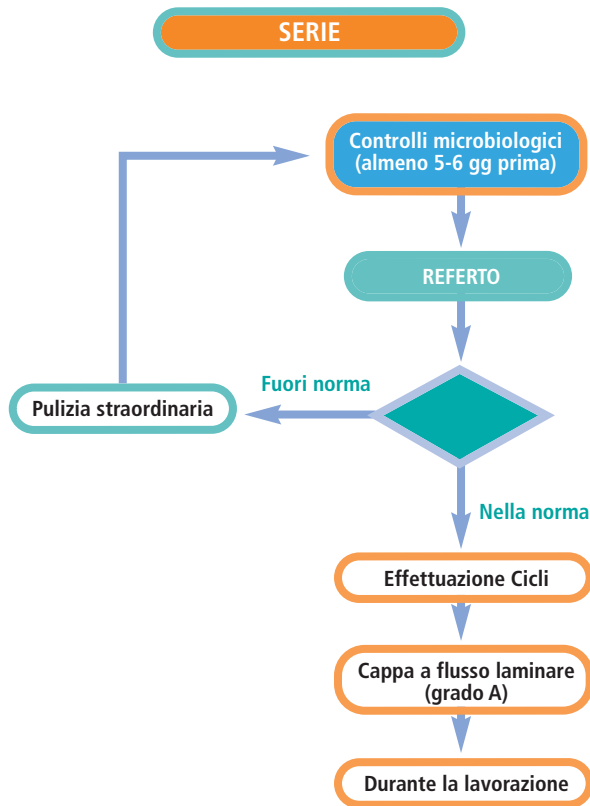 SERIE
Controlli microbiologici
(almeno 5-6 gg prima)
REFERTO
Fuori norma
Pulizia straordinaria
Nella norma
Effettuazione Cicli
Cappa a flusso laminare
(grado A)
Durante la lavorazione